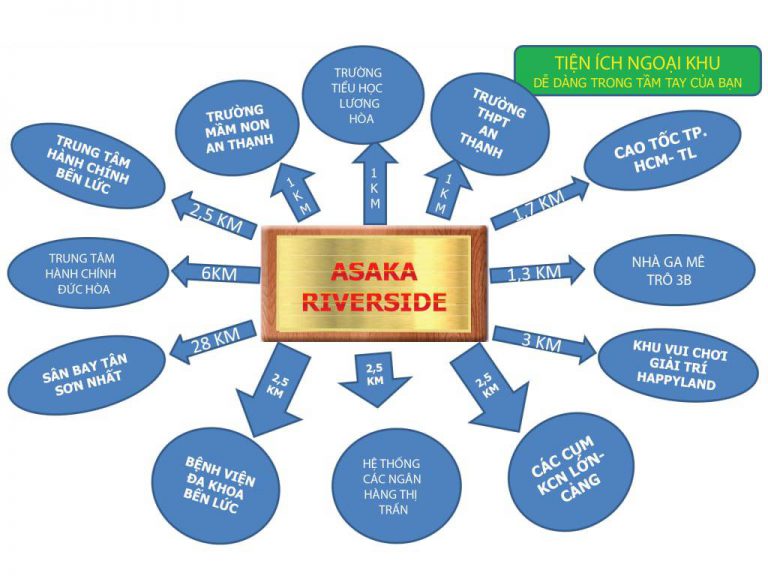 TIỆN ÍCH NGOẠI KHU
DỄ DÀNG TRONG TẦM TAY CỦA BẠN
TRƯỜNG
TIỂU HỌC
LƯƠNG
HÒA
TRƯỜNG
MẦM NON
AN THẠNH
TRƯỜNG
THPT
AN
THẠNH
TRUNG TÂM
HÀNH CHÍNH
BẾN LỨC
CAO TỐC TP.
HCM- TL
2,5 KM
1 KM
1 KM
1 KM
1,7 KM
TRUNG TÂM
HÀNH CHÍNH
ĐỨC HÒA
6KM
ASAKA
RIVERSIDE
1,3 KM
NHÀ GA MÊ
TRÔ 3B
SÂN BAY TÂN
SƠN NHẤT
28 KM
3 KM
KHU VUI CHƠI
GIẢI TRÍ
HAPPYLAND
2,5
KM
2,5
KM
2,5
KM
BỆNH VIỆN
ĐA KHOA
BẾN LỨC
HỆ THỐNG
CÁC NGÂN
HÀNG THỊ
TRẤN
CÁC CỤM
KCN LỚN-
CẢNG